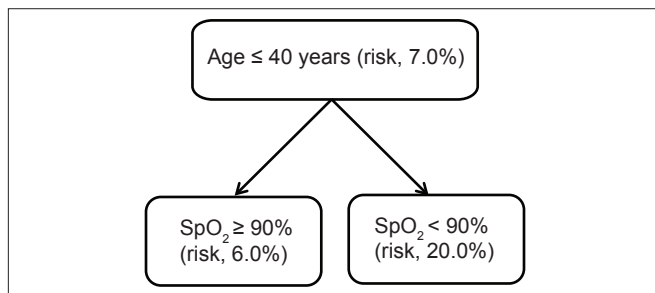 Age ≤ 40 years (risk, 7.0%)
SpO₂ ≥ 90%
(risk, 6.0%)
SpO₂ < 90%
(risk, 20.0%)